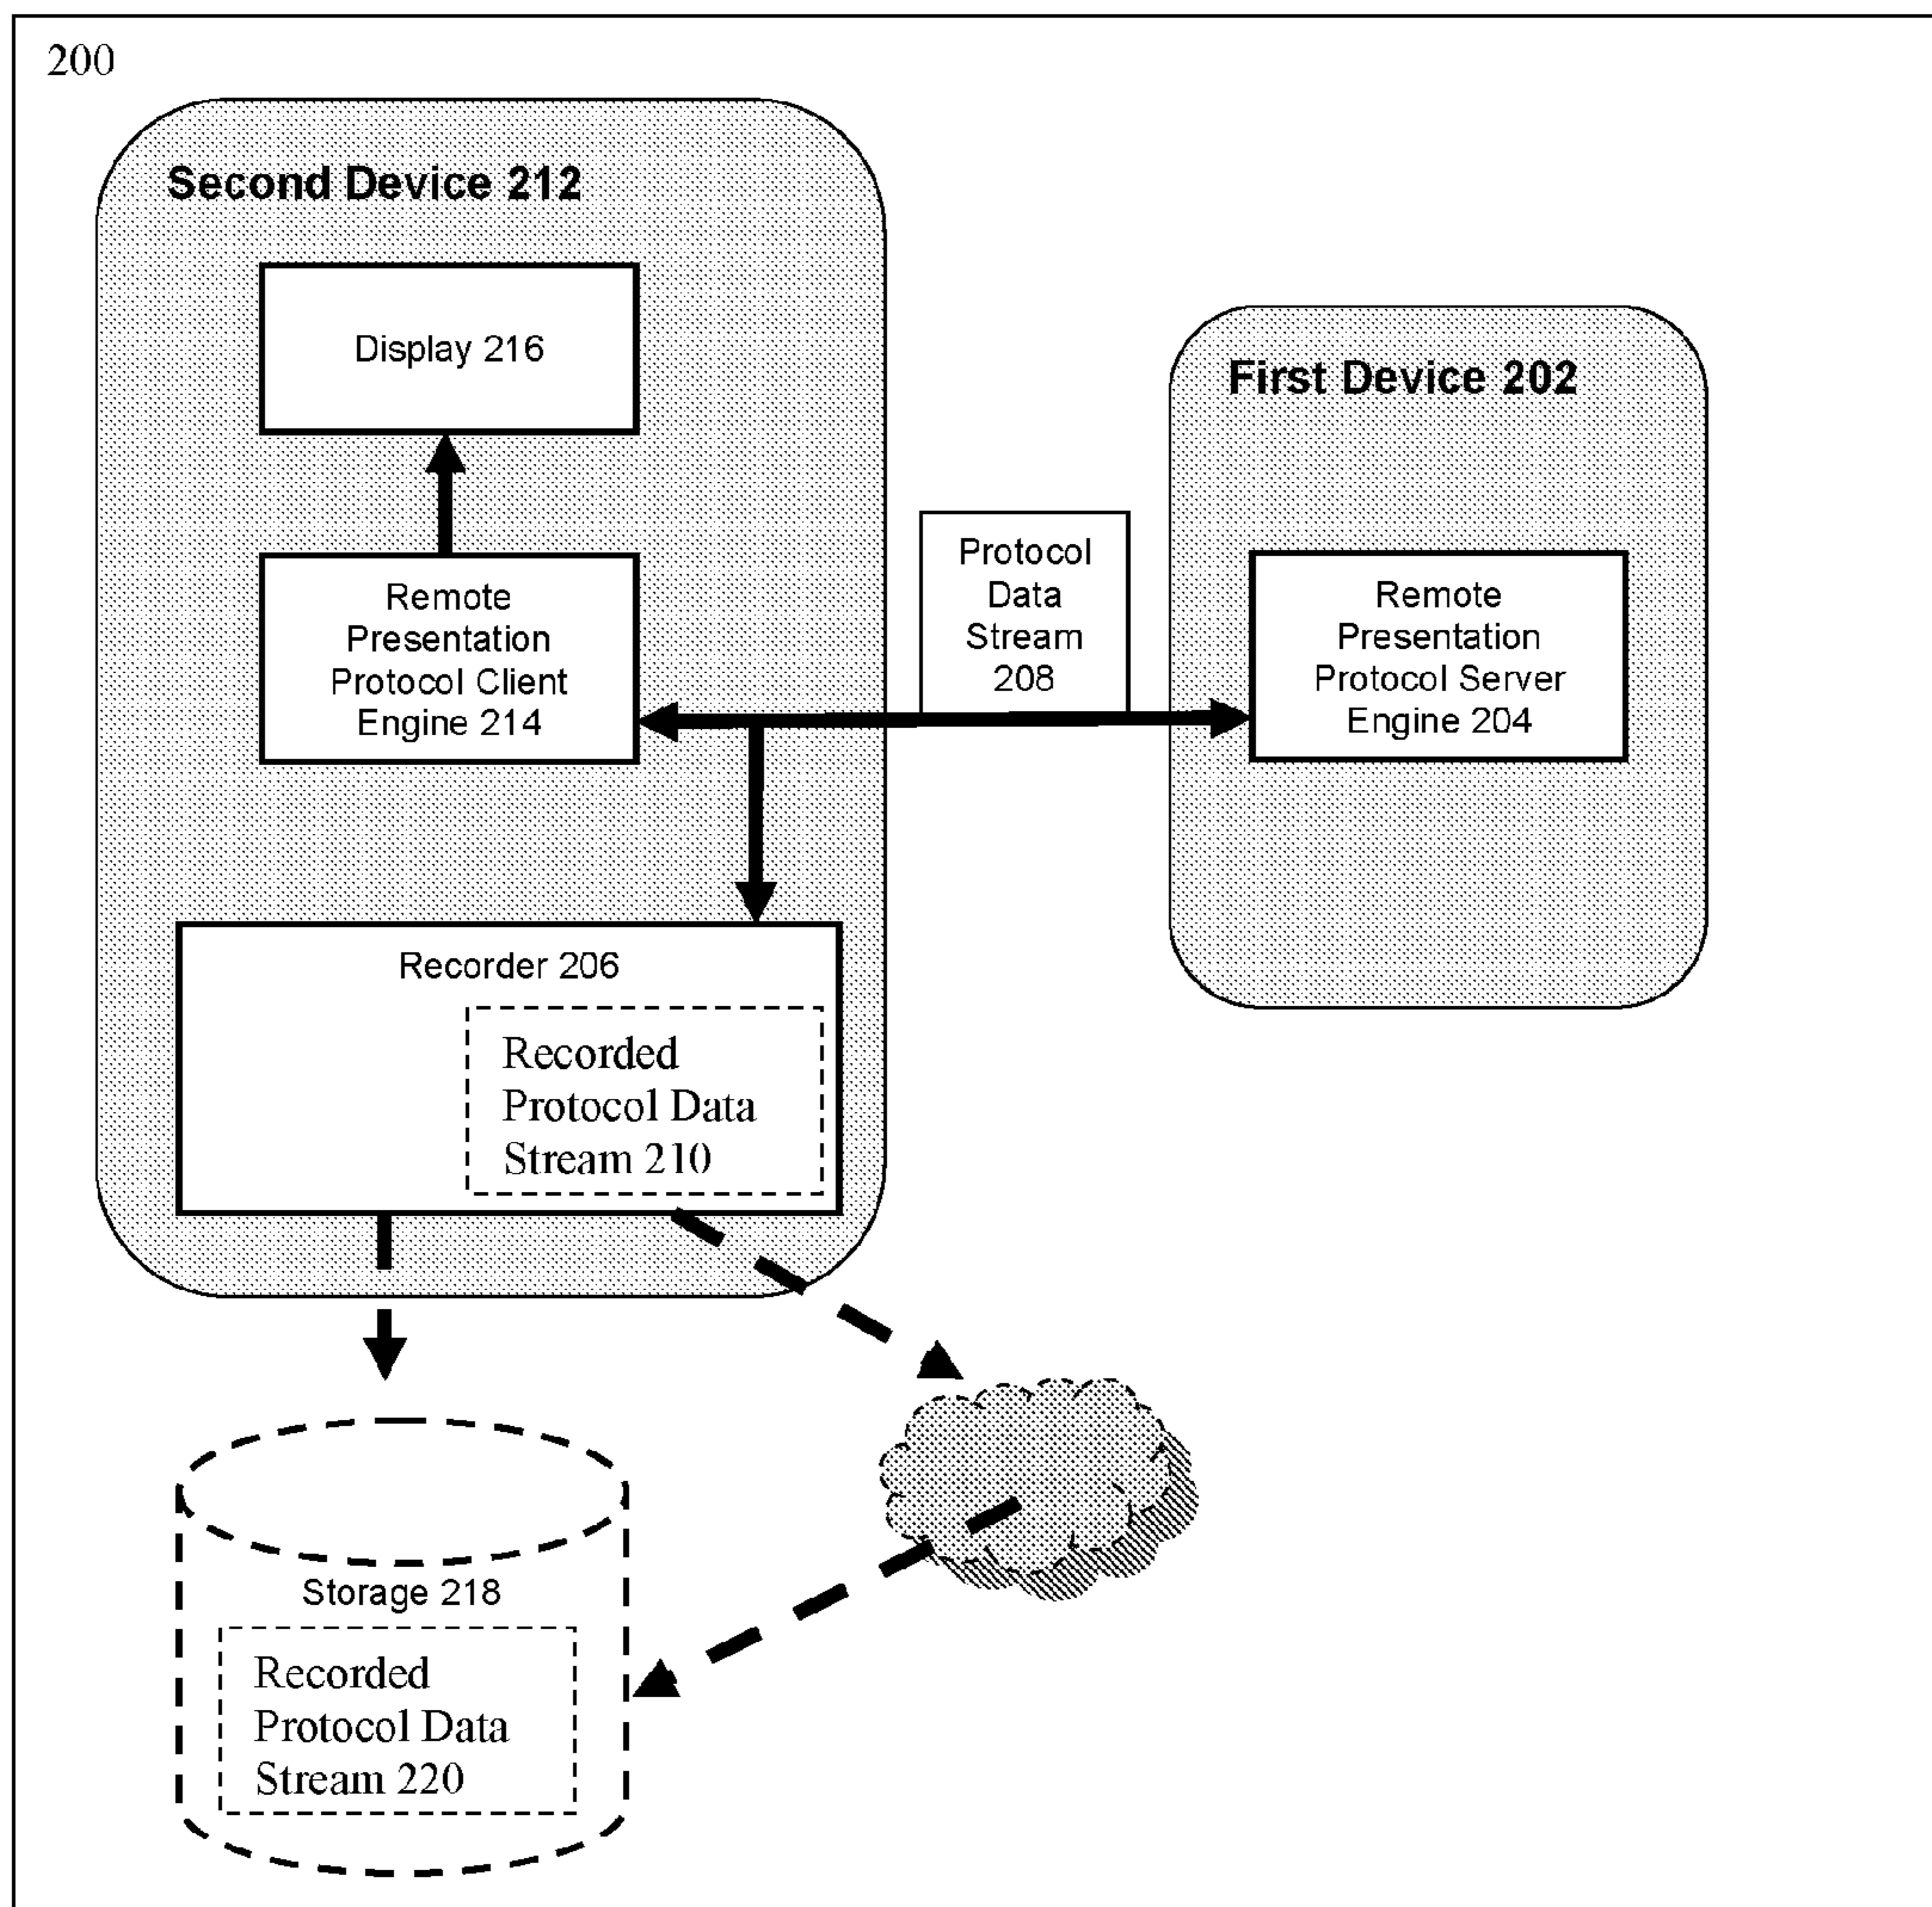 200
Second Device 212
Display 216
Remote
Presentation
Protocol Client
Engine 214
Protocol
Data
Stream
208
First Device 202
Remote
Presentation
Protocol Server
Engine 204
Recorder 206
Recorded
Protocol Data
Stream 210
Storage 218
Recorded
Protocol Data
Stream 220